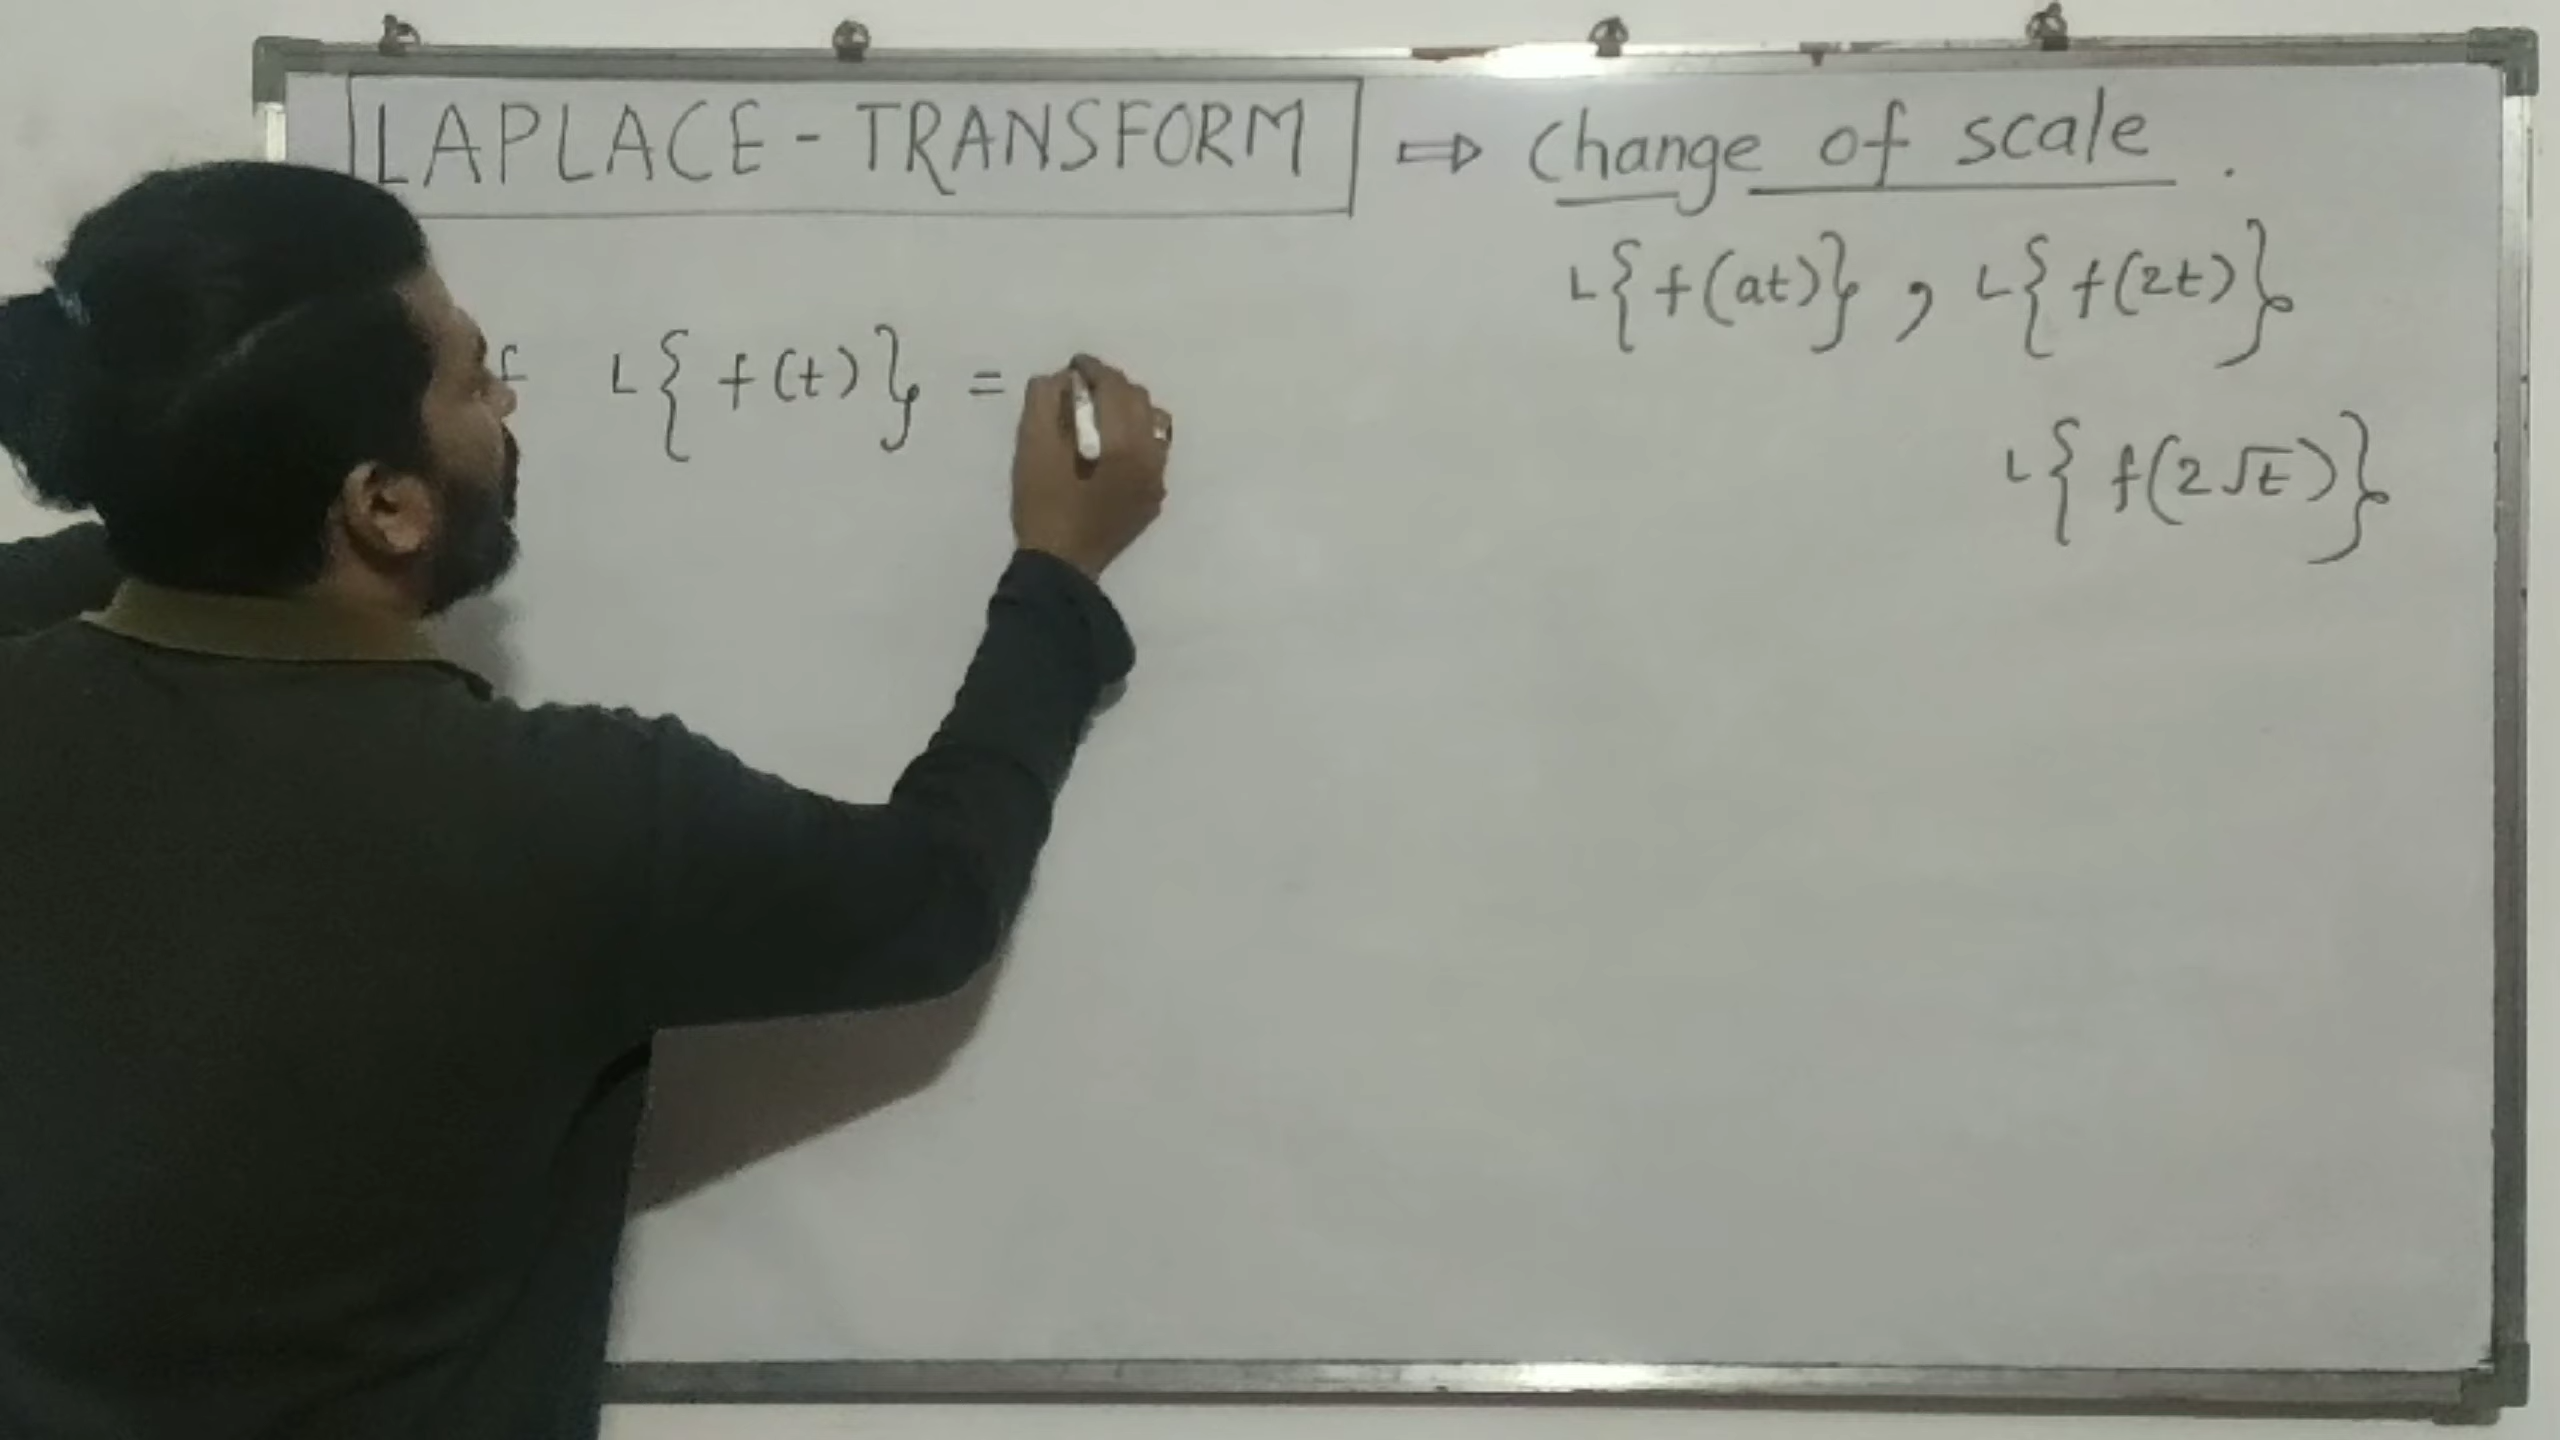 LAPLACE - TRANSFORM ⇒ Change of scale .
L{f(at)} , L{f(2t)}
L{ f(t)} =
L{ f(2√t)}